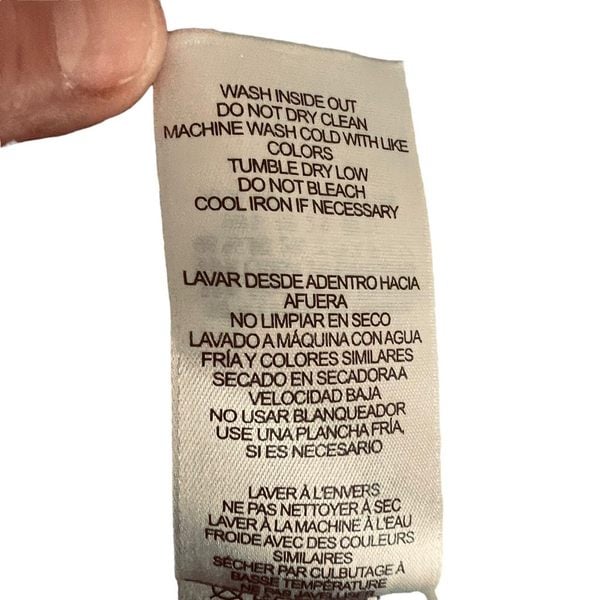 WASH INSIDE OUT
DO NOT DRY CLEAN
MACHINE WASH COLD WITH LIKE
COLORS
TUMBLE DRY LOW
DO NOT BLEACH
COOL IRON IF NECESSARY
LAVAR DESDE ADENTRO HACIA
AFUERA
NO LIMPIAR EN SECO
LAVADO A MÁQUINA CON AGUA
FRÍA Y COLORES SIMILARES
SECADO EN SECADORA A
VELOCIDAD BAJA
NO USAR BLANQUEADOR
USE UNA PLANCHA FRÍA,
SI ES NECESARIO
LAVER À L'ENVERS
NE PAS NETTOYER À SEC
LAVER À LA MACHINE À L'EAU
FROIDE AVEC DES COULEURS
SIMILAIRES
SÉCHER PAR CULBUTAGE À
BASSE TEMPÉRATURE
NE PAS JAVELLISER